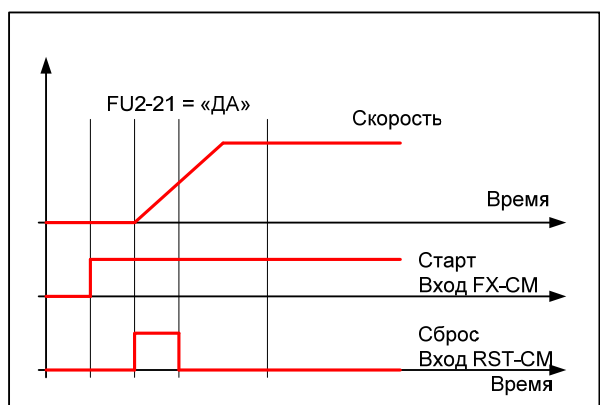 FU2-21 = «ДА»
Скорость
Время
Старт
Вход FX-CM
Сброс
Вход RST-CM
Время